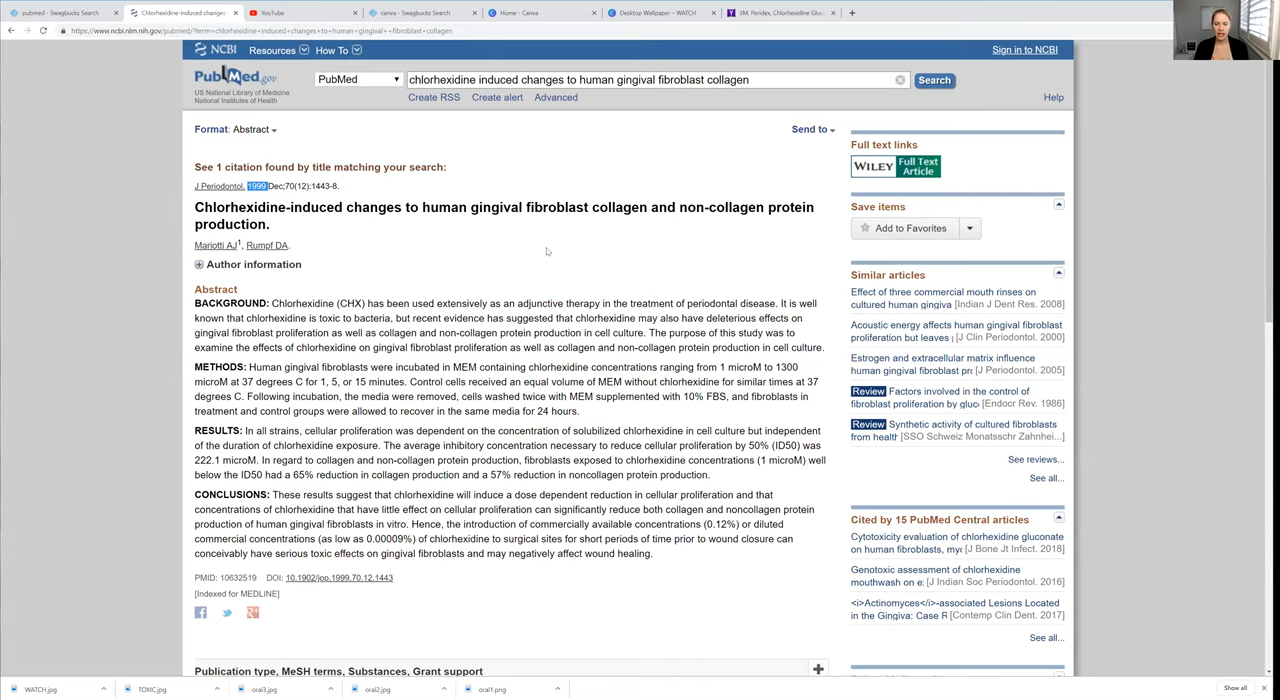 pubmed - Swagbucks Search
Chlorhexidine-induced changes
YouTube
canva - Swagbucks Search
Home - Canva
Desktop Wallpaper – WATCH
3M, Peridex, Chlorhexidine Gluc
https://www.ncbi.nlm.nih.gov/pubmed/?term=chlorhexidine+induced+changes+to+human+gingival++fibroblast+collagen
NCBI
Resources
How To
Sign in to NCBI
PubMed.gov
US National Library of Medicine
National Institutes of Health
PubMed
chlorhexidine induced changes to human gingival fibroblast collagen
Search
Create RSS
Create alert
Advanced
Help
Format: Abstract
Send to
See 1 citation found by title matching your search:
J Periodontol. 1999 Dec;70(12):1443-8.
Chlorhexidine-induced changes to human gingival fibroblast collagen and non-collagen protein
production.
Mariotti AJ1, Rumpf DA.
Author information
Abstract
BACKGROUND: Chlorhexidine (CHX) has been used extensively as an adjunctive therapy in the treatment of periodontal disease. It is well
known that chlorhexidine is toxic to bacteria, but recent evidence has suggested that chlorhexidine may also have deleterious effects on
gingival fibroblast proliferation as well as collagen and non-collagen protein production in cell culture. The purpose of this study was to
examine the effects of chlorhexidine on gingival fibroblast proliferation as well as collagen and non-collagen protein production in cell culture.
METHODS: Human gingival fibroblasts were incubated in MEM containing chlorhexidine concentrations ranging from 1 microM to 1300
microM at 37 degrees C for 1, 5, or 15 minutes. Control cells received an equal volume of MEM without chlorhexidine for similar times at 37
degrees C. Following incubation, the media were removed, cells washed twice with MEM supplemented with 10% FBS, and fibroblasts in
treatment and control groups were allowed to recover in the same media for 24 hours.
RESULTS: In all strains, cellular proliferation was dependent on the concentration of solubilized chlorhexidine in cell culture but independent
of the duration of chlorhexidine exposure. The average inhibitory concentration necessary to reduce cellular proliferation by 50% (ID50) was
222.1 microM. In regard to collagen and non-collagen protein production, fibroblasts exposed to chlorhexidine concentrations (1 microM) well
below the ID50 had a 65% reduction in collagen production and a 57% reduction in noncollagen protein production.
CONCLUSIONS: These results suggest that chlorhexidine will induce a dose dependent reduction in cellular proliferation and that
concentrations of chlorhexidine that have little effect on cellular proliferation can significantly reduce both collagen and noncollagen protein
production of human gingival fibroblasts in vitro. Hence, the introduction of commercially available concentrations (0.12%) or diluted
commercial concentrations (as low as 0.00009%) of chlorhexidine to surgical sites for short periods of time prior to wound closure can
conceivably have serious toxic effects on gingival fibroblasts and may negatively affect wound healing.
PMID: 10632519 DOI: 10.1902/jop.1999.70.12.1443
[Indexed for MEDLINE]
Publication type, MeSH terms, Substances, Grant support
Full text links
WILEY Full Text Article
Save items
Add to Favorites
Similar articles
Effect of three commercial mouth rinses on
cultured human gingiva [Indian J Dent Res. 2008]
Acoustic energy affects human gingival fibroblast
proliferation but leaves [J Clin Periodontol. 2000]
Estrogen and extracellular matrix influence
human gingival fibroblast pr [J Periodontol. 2005]
Review Factors involved in the control of
fibroblast proliferation by gluc [Endocr Rev. 1986]
Review Synthetic activity of cultured fibroblasts
from healt [SSO Schweiz Monatsschr Zahnhei...]
See reviews...
See all...
Cited by 15 PubMed Central articles
Cytotoxicity evaluation of chlorhexidine gluconate
on human fibroblasts, my [J Bone Jt Infect. 2018]
Genotoxic assessment of chlorhexidine
mouthwash on e [J Indian Soc Periodontol. 2016]
<i>Actinomyces</i>-associated Lesions Located
in the Gingiva: Case R [Contemp Clin Dent. 2017]
See all...
WATCH.jpg
TOXIC.jpg
oral3.jpg
oral2.jpg
oral1.png
Show all